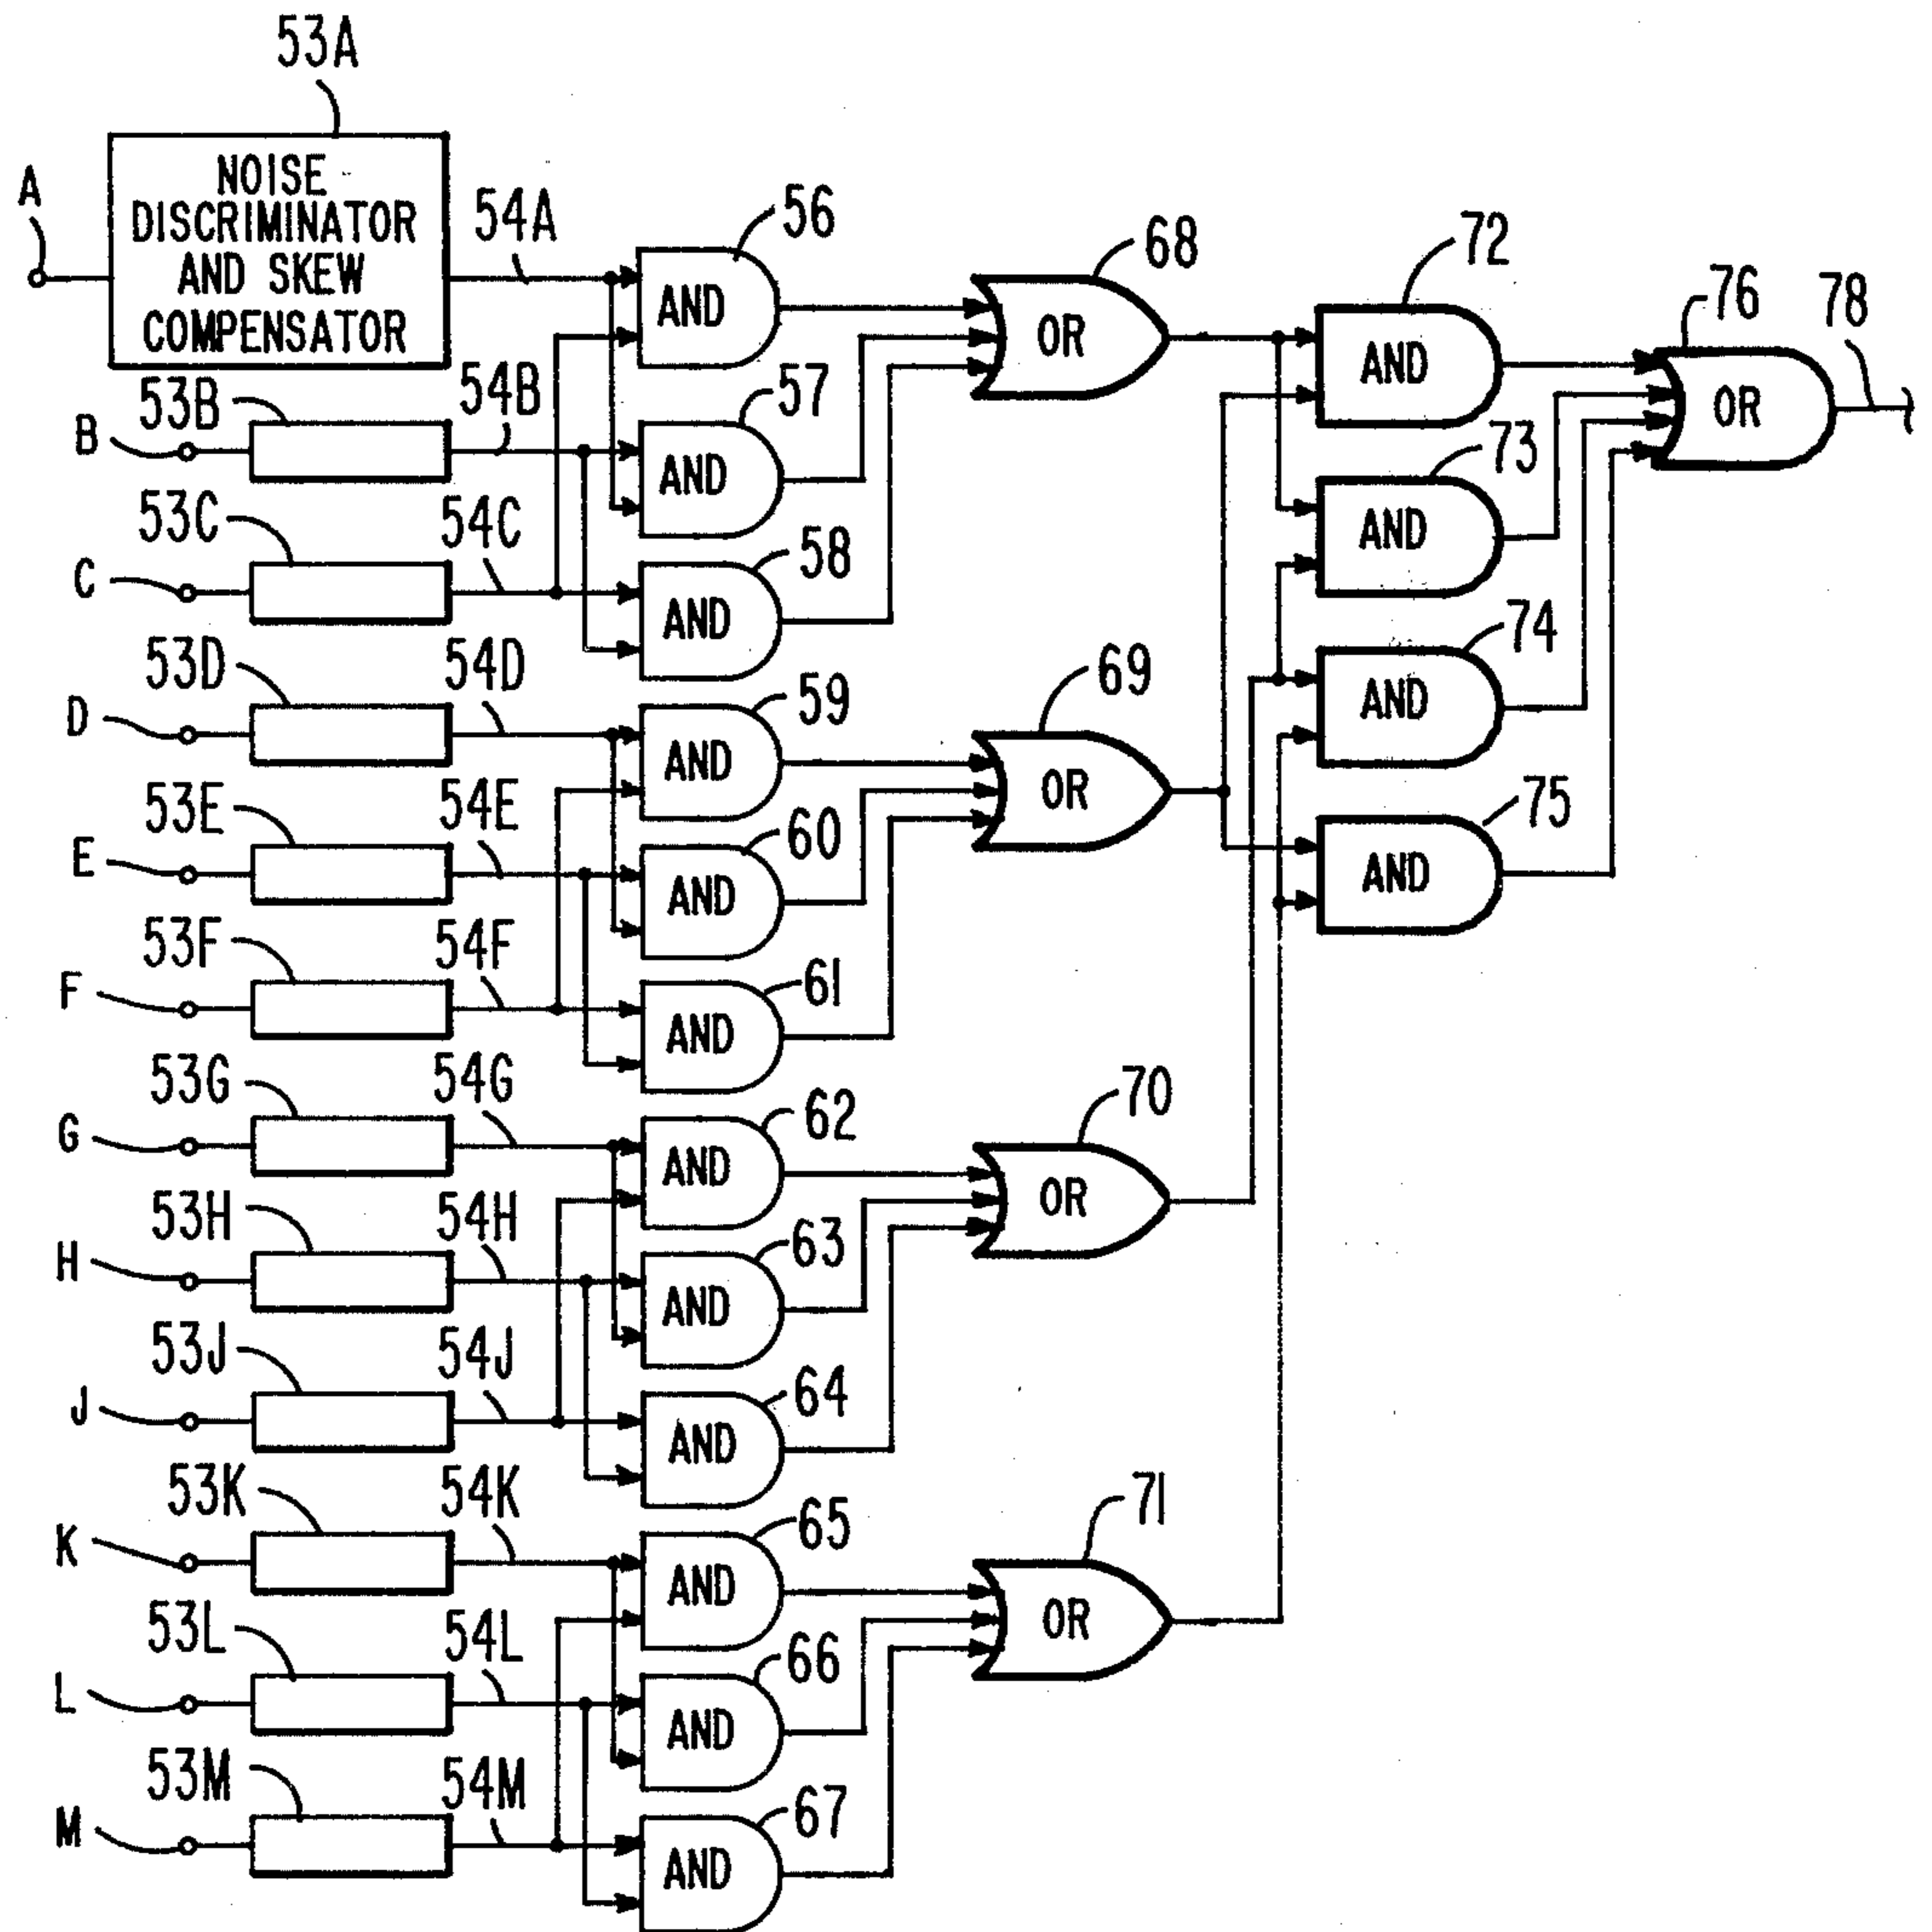 53A
A
NOISE
DISCRIMINATOR
AND SKEW
COMPENSATOR
54A
56
AND
68
OR
72
AND
76
OR
78
53B
B
54B
57
AND
73
AND
53C
C
54C
58
AND
74
AND
53D
D
54D
59
AND
69
OR
75
AND
53E
E
54E
60
AND
53F
F
54F
61
AND
53G
G
54G
62
AND
70
OR
53H
H
54H
63
AND
53J
J
54J
64
AND
53K
K
54K
65
AND
71
OR
53L
L
54L
66
AND
53M
M
54M
67
AND